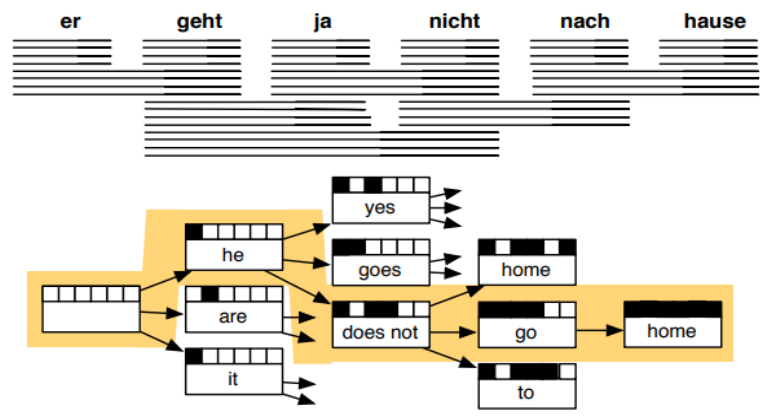 er geht ja nicht nach hause
yes
he
goes
home
are
does not
go
home
it
to